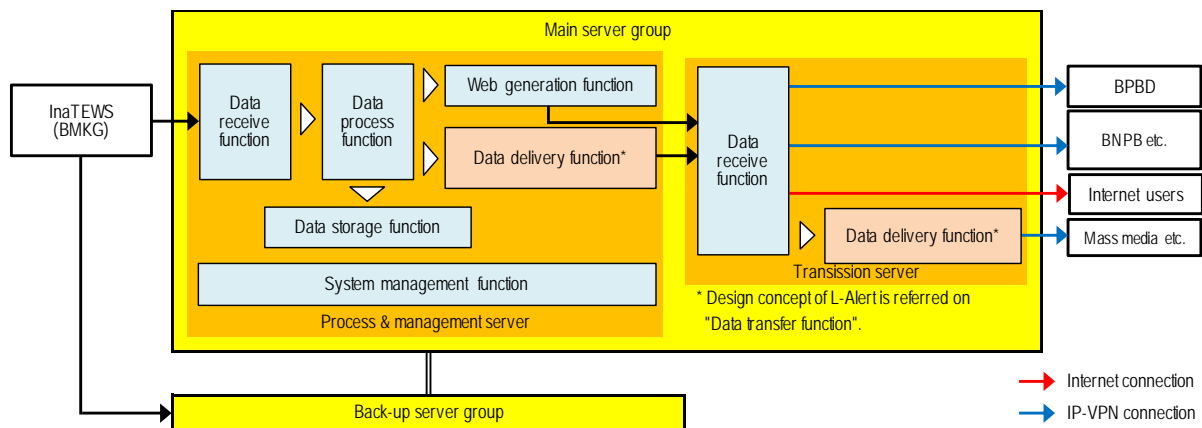 Main server group
InaTEWS
(BMKG)
Data
receive
function
Data
process
function
Web generation function
Data delivery function*
Data storage function
System management function
Process & management server
Data
receive
function
Data delivery function*
Transission server
* Design concept of L-Alert is referred on
"Data transfer function".
BPBD
BNPB etc.
Internet users
Mass media etc.
Back-up server group
Internet connection
IP-VPN connection